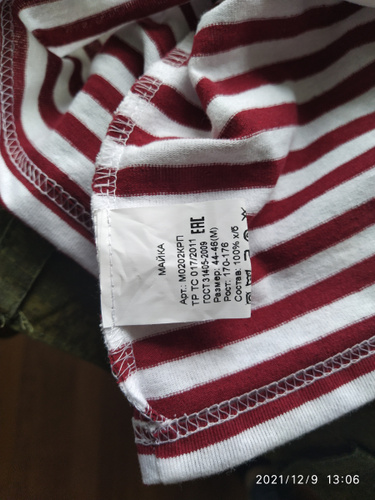 МАЙКА
Арт.: М0202КРП
ТР ТС 017/2011 ЕАС
ГОСТ31405-2009
Размер: 44-46(М)
Рост: 170-176
Состав: 100% х/б
2021/12/9 13:06